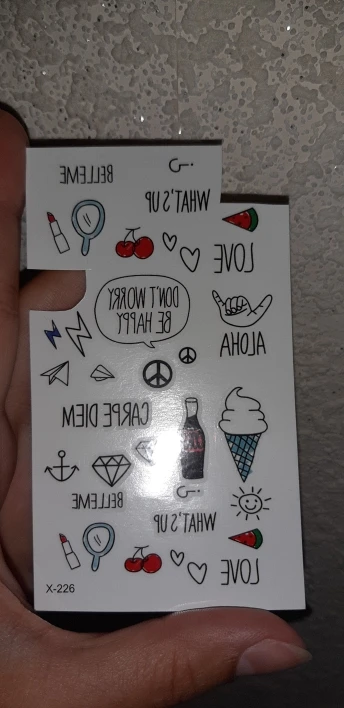 BELLEME
WHAT'S UP ?
LOVE
DON'T WORRY
BE HAPPY
ALOHA
CARPE DIEM
BELLEME
WHAT'S UP ?
LOVE
X-226